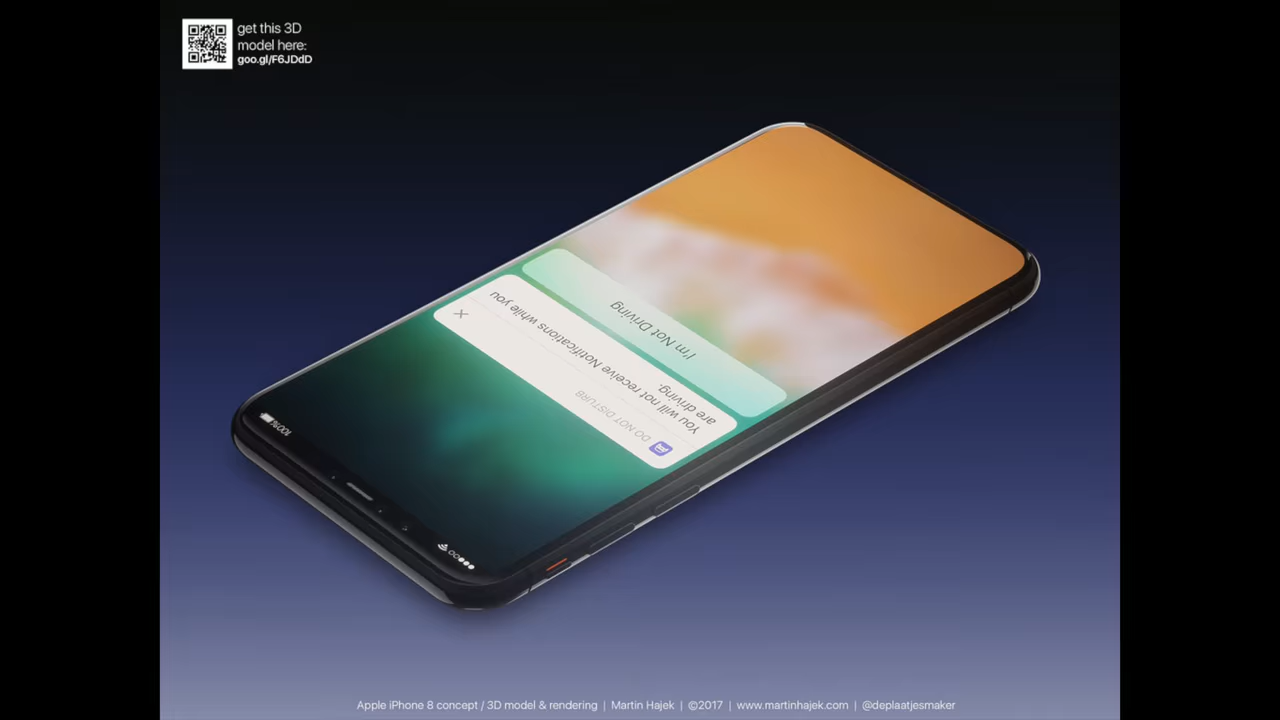 get this 3D
model here:
goo.gl/F6JDdD
DO NOT DISTURB
You will not receive Notifications while you
are driving.
I'm Not Driving
100%
Apple iPhone 8 concept / 3D model & rendering | Martin Hajek | ©2017 | www.martinhajek.com | @deplaatjesmaker